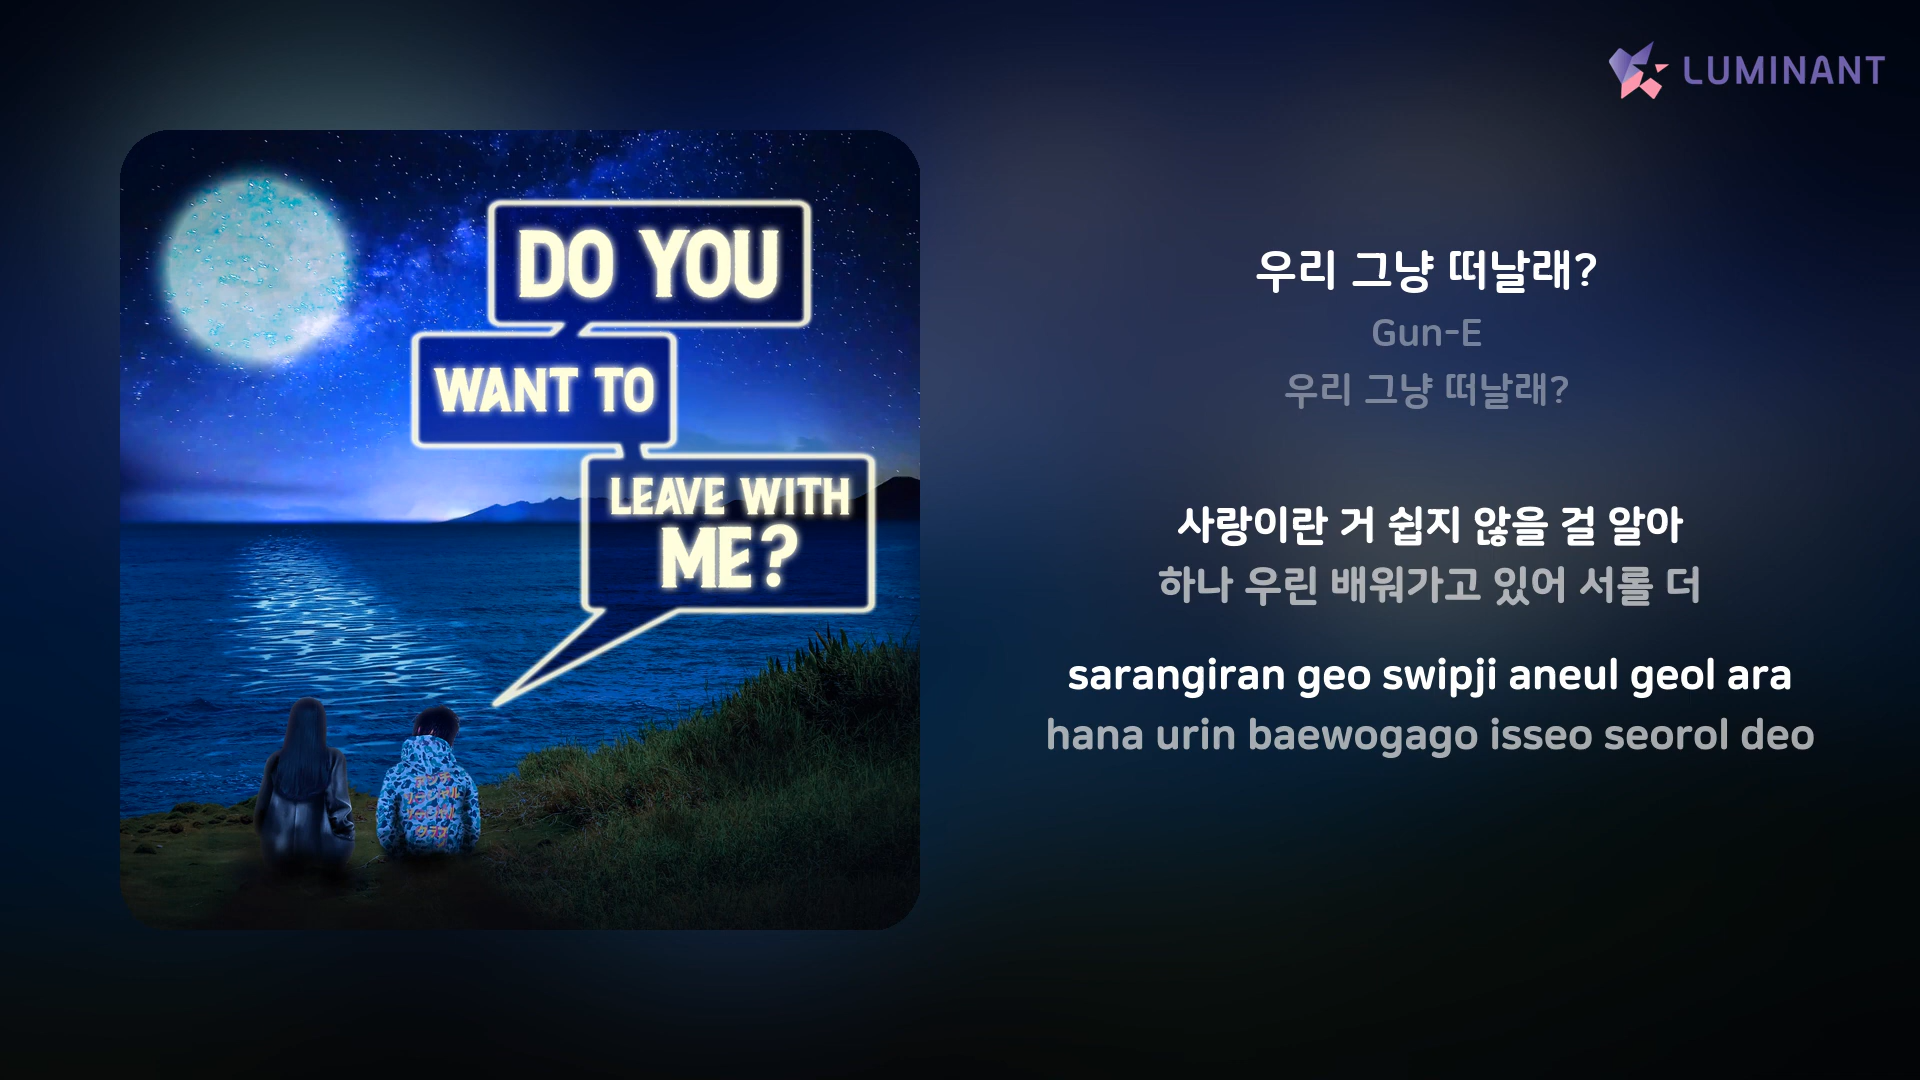 LUMINANT
DO YOU
WANT TO
LEAVE WITH
ME?
우리 그냥 떠날래?
Gun-E
우리 그냥 떠날래?
사랑이란 거 쉽지 않을 걸 알아
하나 우린 배워가고 있어 서롤 더
sarangiran geo swipji aneul geol ara
hana urin baewogago isseo seorol deo